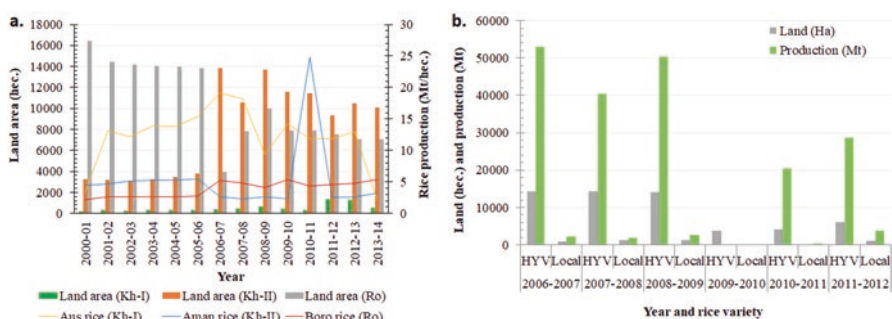 a.
18000
16000
14000
12000
10000
8000
6000
4000
2000
0
Land area (hec.)
30
25
20
15
10
5
0
Rice production (Mt/hec.)
2000-01
2001-02
2002-03
2003-04
2004-05
2005-06
2006-07
2007-08
2008-09
2009-10
2010-11
2011-12
2012-13
2013-14
Year
Land area (Kh-I) Land area (Kh-II) Land area (Ro)
Aus rice (Kh-I) Aman rice (Kh-II) Boro rice (Ro)
b.
60000
50000
40000
30000
20000
10000
0
Land (hec.) and production (Mt)
Land (Ha)
Production (Mt)
HYV Local HYV Local HYV Local HYV Local HYV Local HYV Local
2006-2007 2007-2008 2008-2009 2009-2010 2010-2011 2011-2012
Year and rice variety